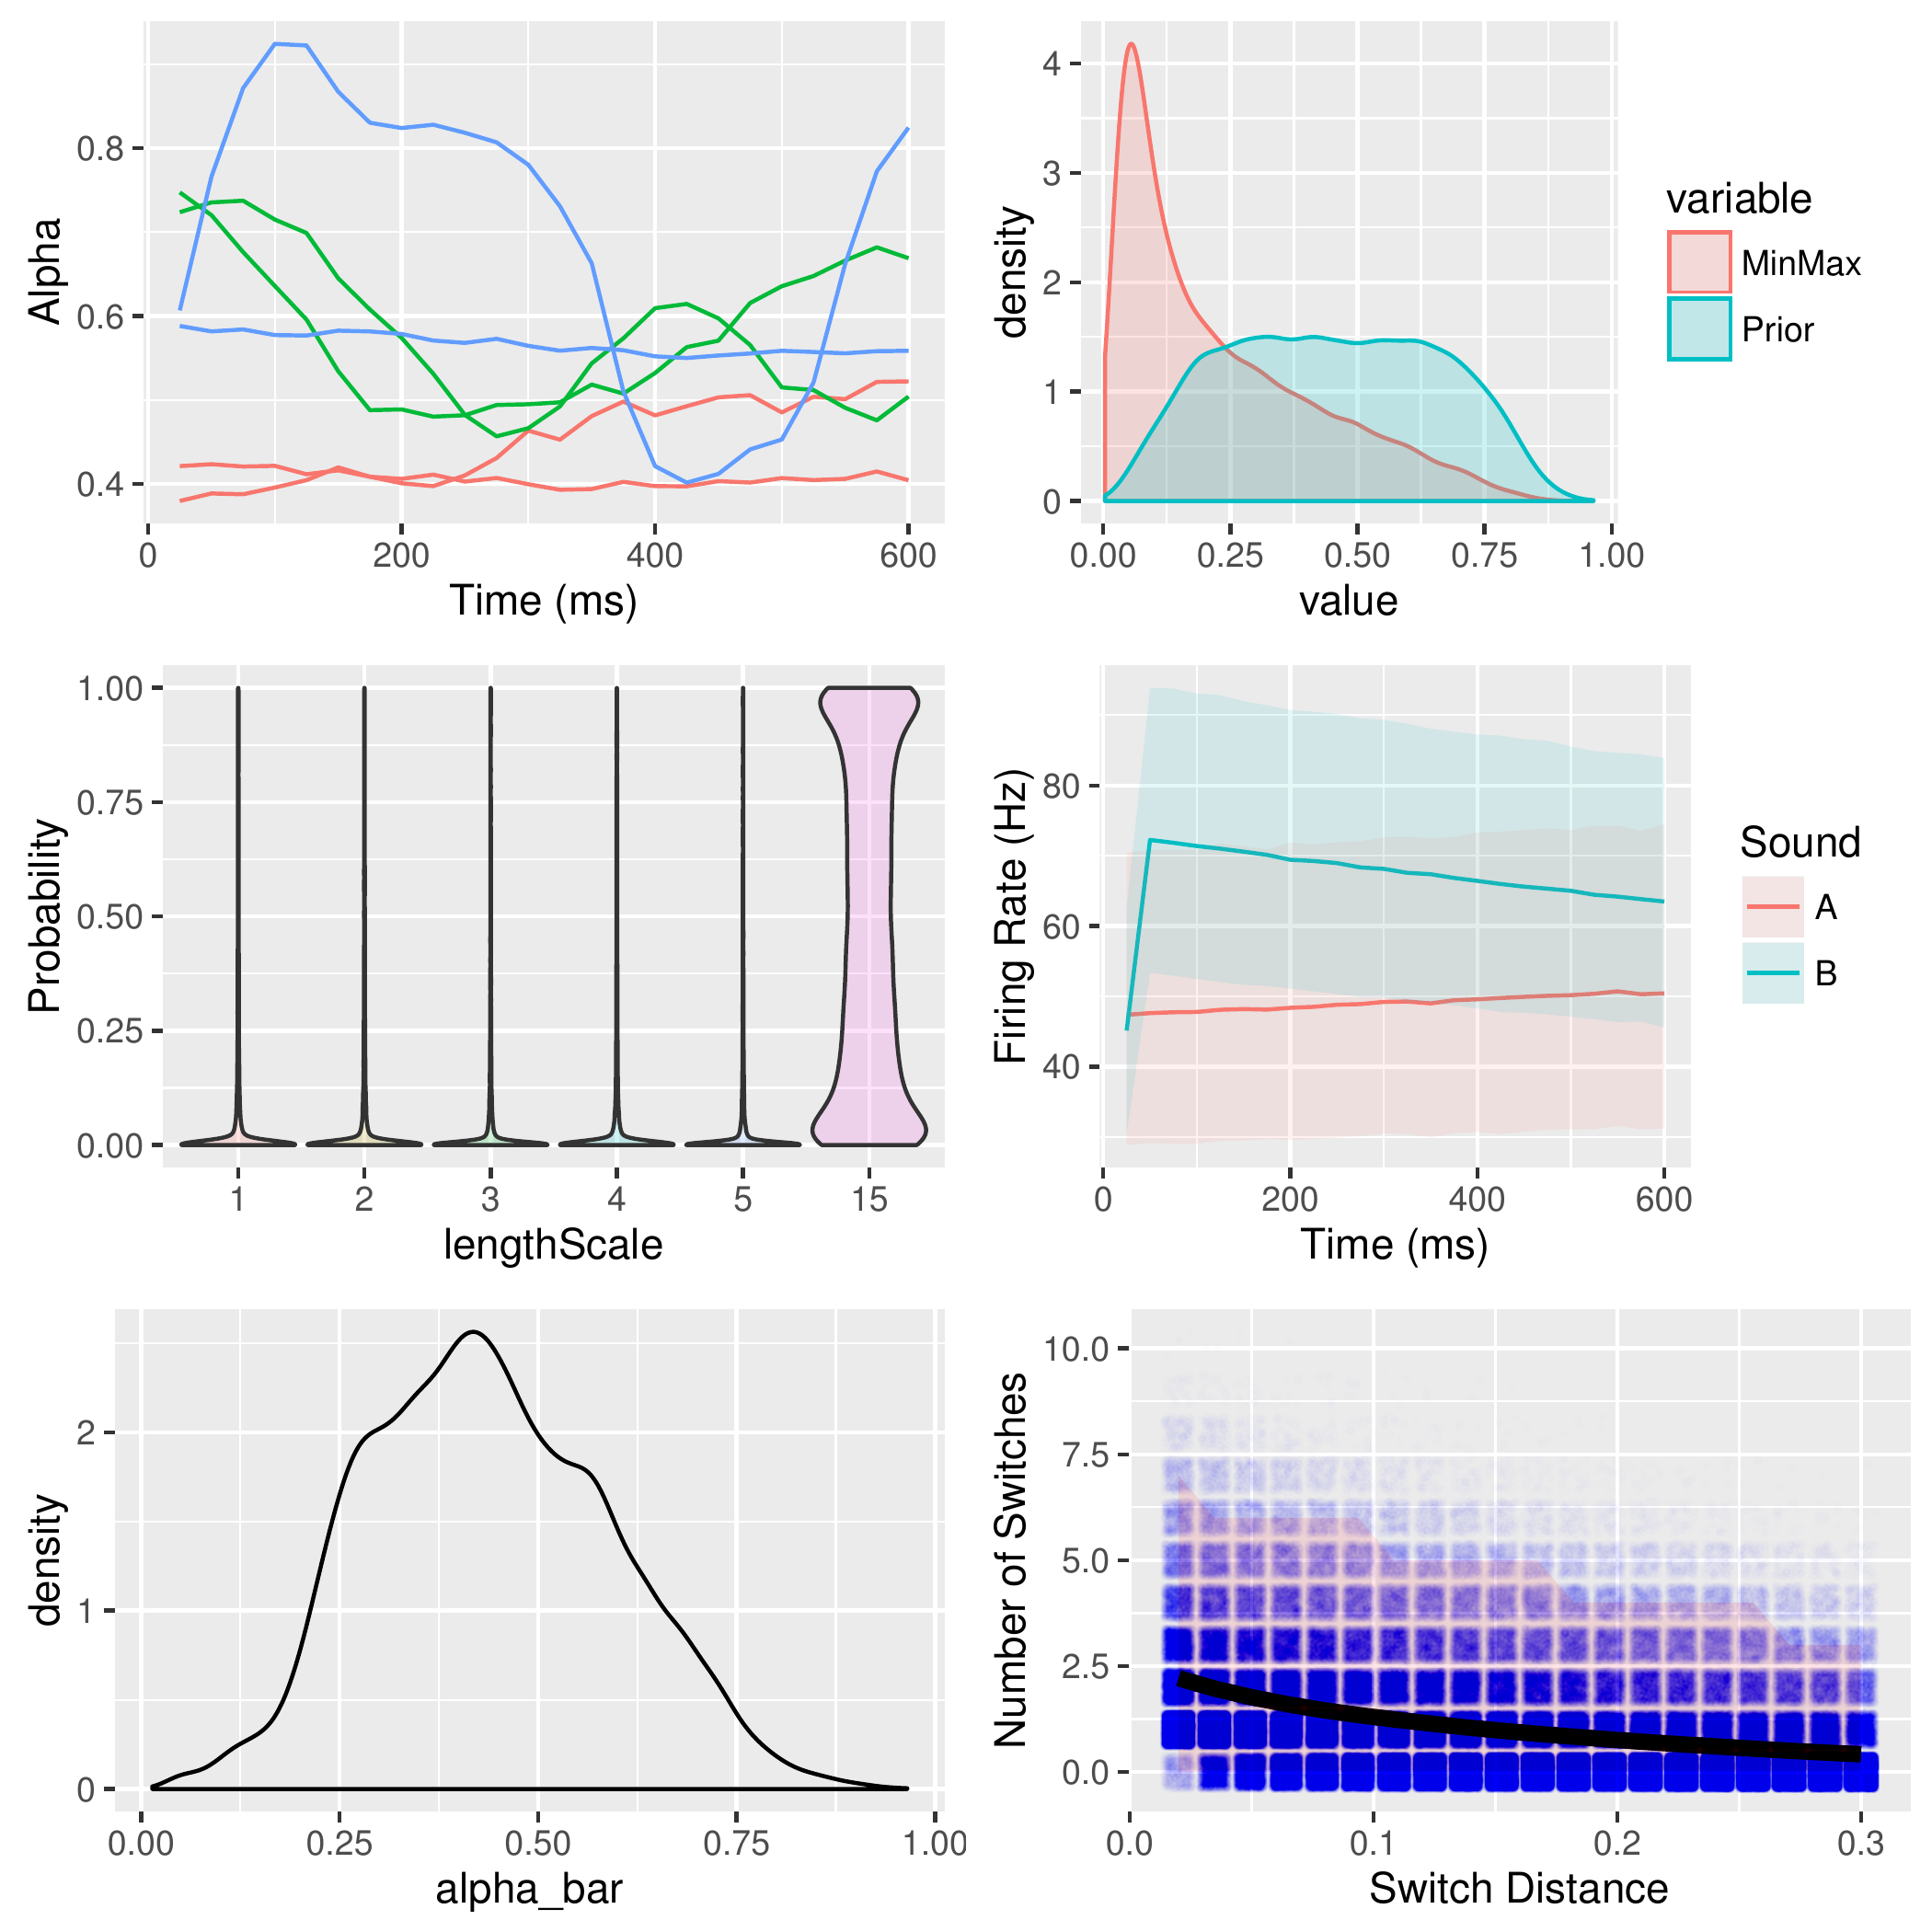 Alpha
0.8
0.6
0.4
0 200 400 600
Time (ms)
density
4
3
2
1
0
0.00 0.25 0.50 0.75 1.00
value
variable
MinMax
Prior
Probability
1.00
0.75
0.50
0.25
0.00
1 2 3 4 5 15
lengthScale
Firing Rate (Hz)
80
60
40
0 200 400 600
Time (ms)
Sound
A
B
density
2
1
0
0.00 0.25 0.50 0.75 1.00
alpha_bar
Number of Switches
10.0
7.5
5.0
2.5
0.0
0.0 0.1 0.2 0.3
Switch Distance